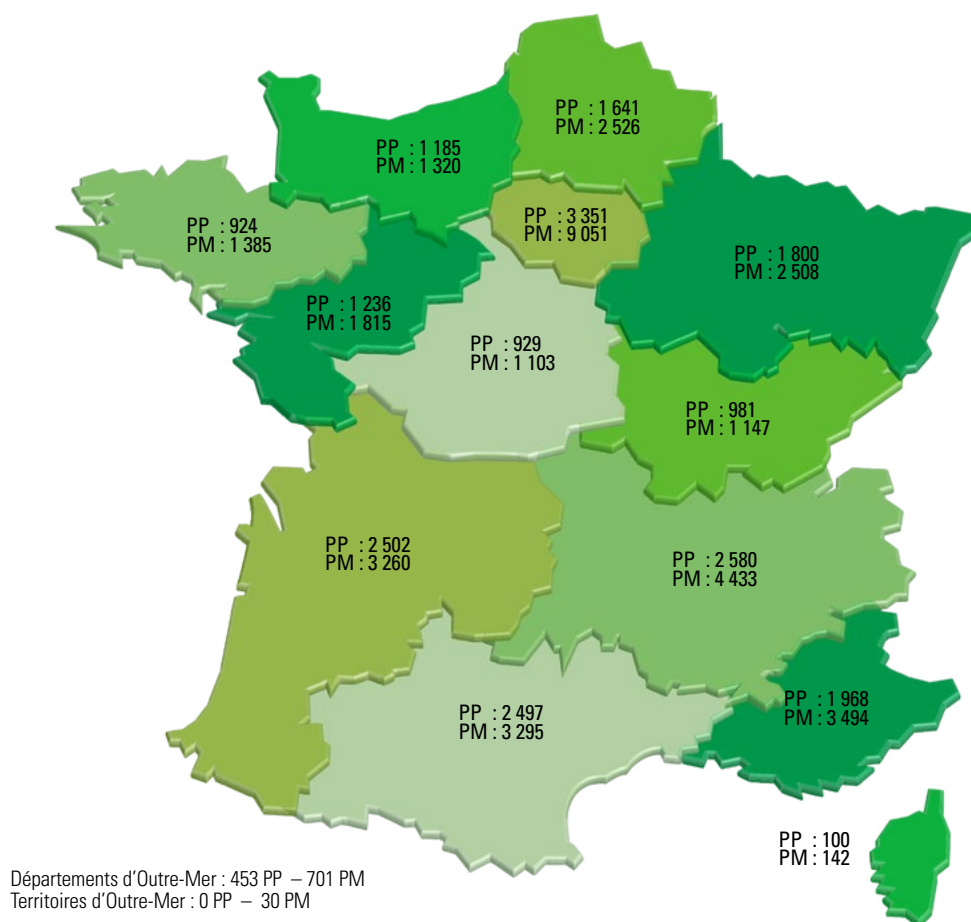 PP : 1 641
PM : 2 526
PP : 1 185
PM : 1 320
PP : 3 351
PM : 9 051
PP : 924
PM : 1 385
PP : 1 800
PM : 2 508
PP : 1 236
PM : 1 815
PP : 929
PM : 1 103
PP : 981
PM : 1 147
PP : 2 502
PM : 3 260
PP : 2 580
PM : 4 433
PP : 1 968
PM : 3 494
PP : 2 497
PM : 3 295
PP : 100
PM : 142
Départements d'Outre-Mer : 453 PP – 701 PM
Territoires d'Outre-Mer : 0 PP – 30 PM